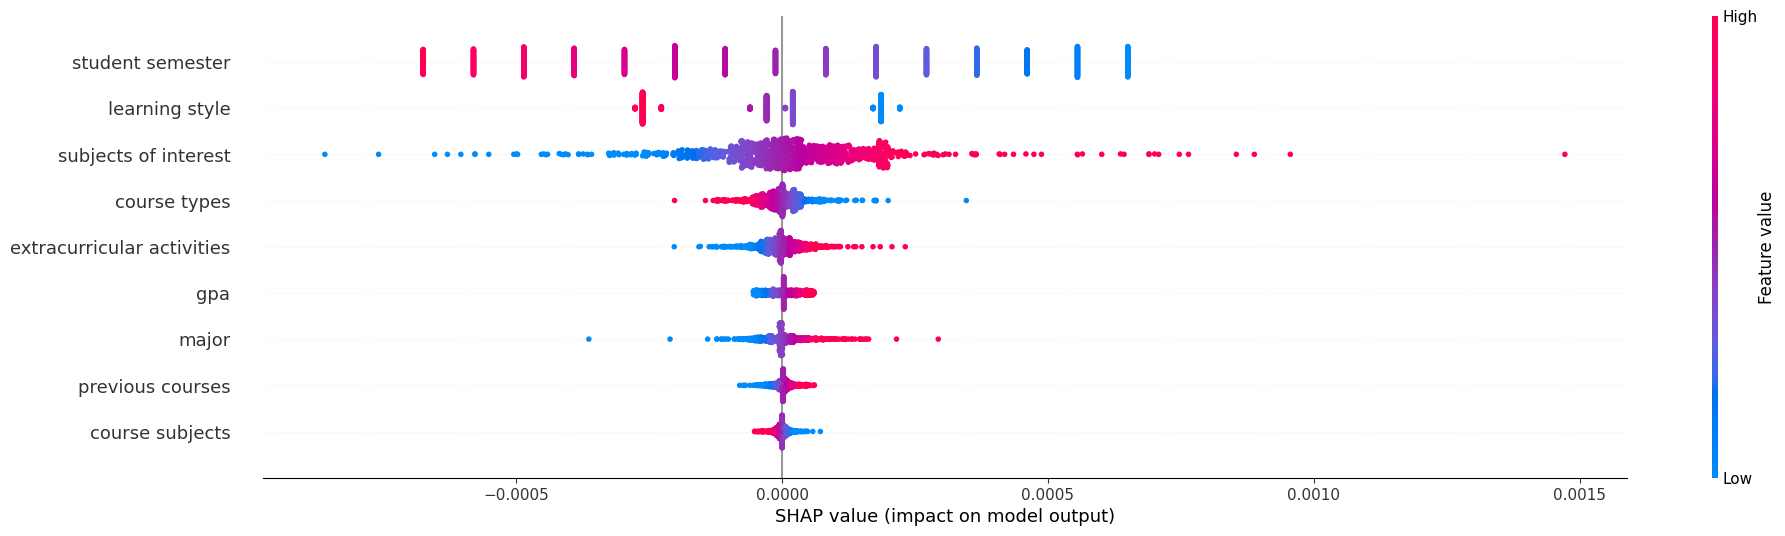 High
student semester
learning style
subjects of interest
course types
extracurricular activities
gpa
major
previous courses
course subjects
Feature value
Low
−0.0005 0.0000 0.0005 0.0010 0.0015
SHAP value (impact on model output)